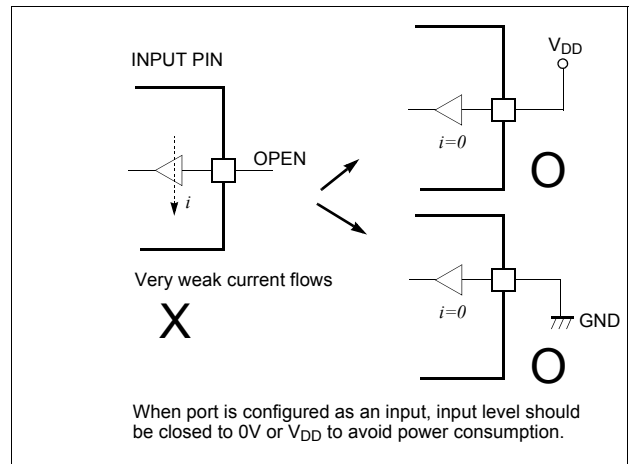 INPUT PIN
OPEN
i
Very weak current flows
X
VDD
i=0
O
i=0
GND
O
When port is configured as an input, input level should
be closed to 0V or VDD to avoid power consumption.